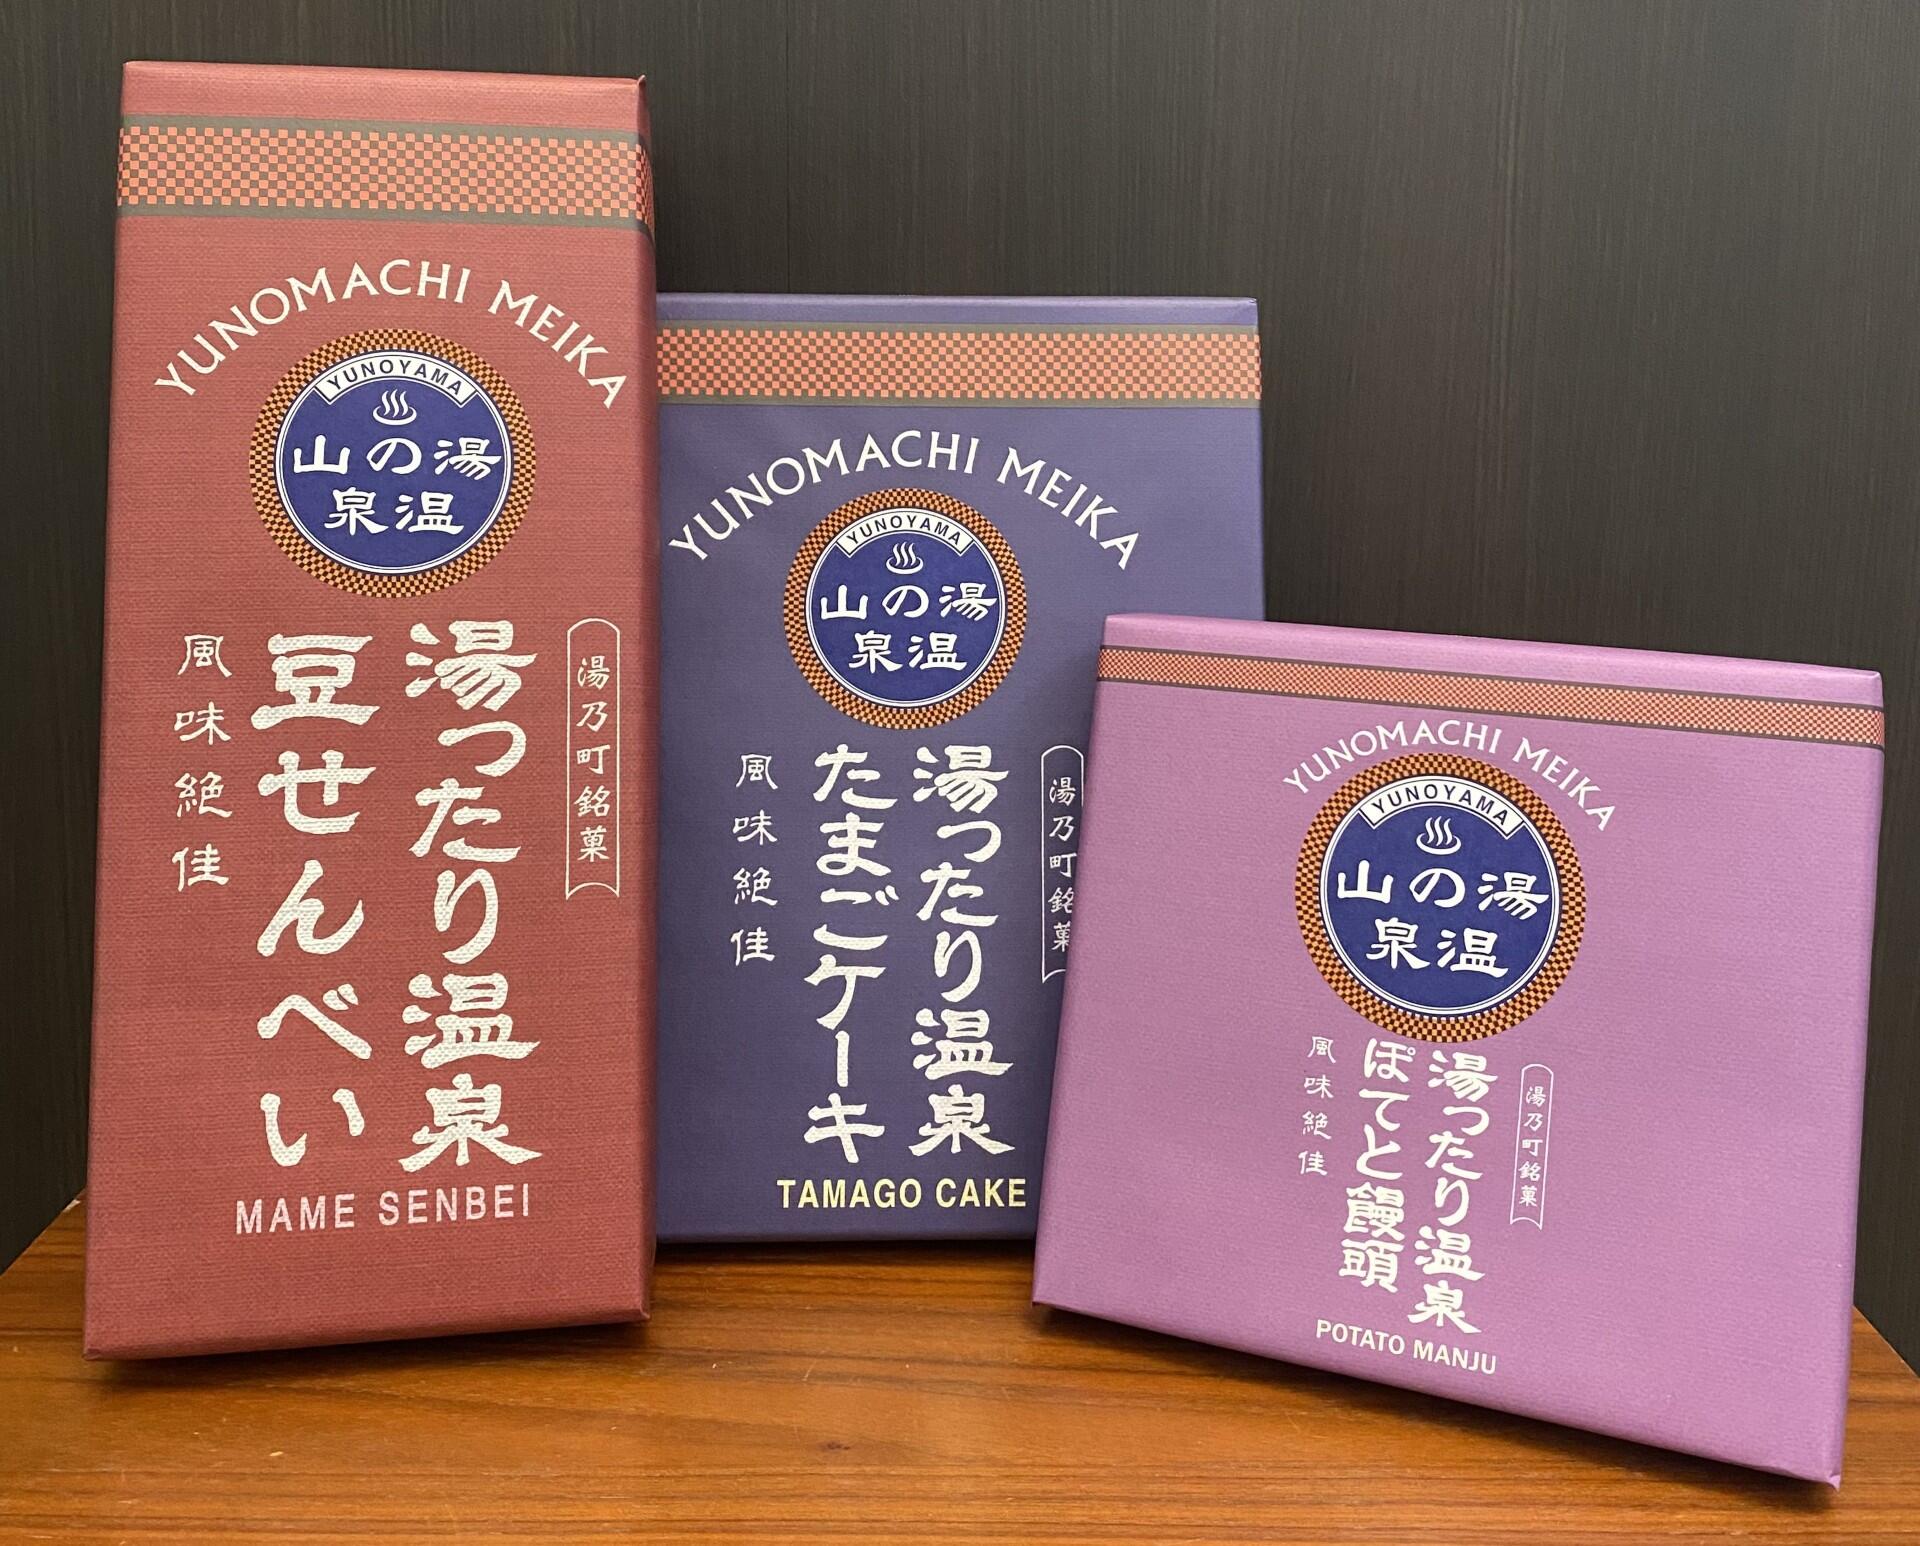 YUNOMACHI MEIKA
YUNOYAMA
湯の山
温泉
湯乃町銘菓
湯ったり温泉
豆せんべい
風味絶佳
MAME SENBEI
YUNOMACHI MEIKA
YUNOYAMA
湯の山
温泉
湯乃町銘菓
湯ったり温泉
たまごケーキ
風味絶佳
TAMAGO CAKE
YUNOMACHI MEIKA
YUNOYAMA
湯の山
温泉
湯乃町銘菓
湯ったり温泉
ぽてと饅頭
風味絶佳
POTATO MANJU